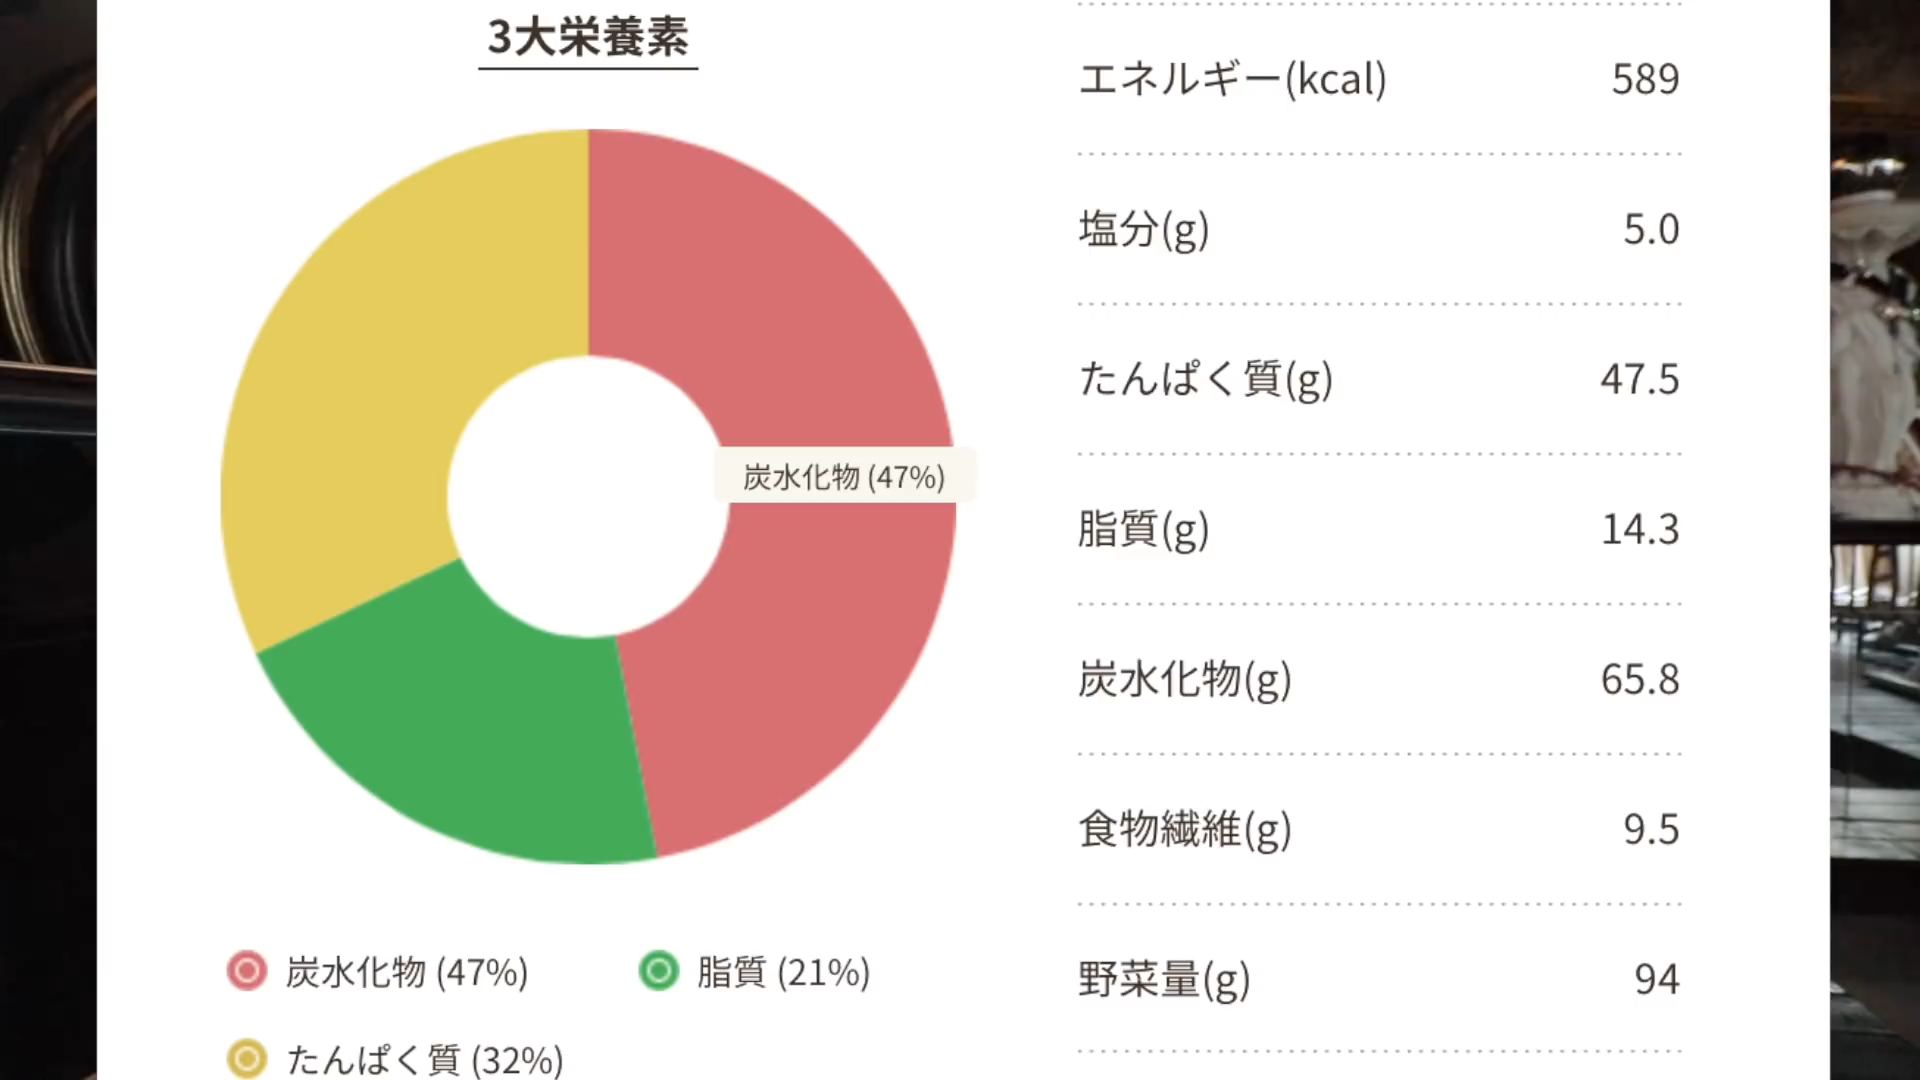 3大栄養素
炭水化物 (47%)
炭水化物 (47%)
脂質 (21%)
たんぱく質 (32%)
エネルギー(kcal) 589
塩分(g) 5.0
たんぱく質(g) 47.5
脂質(g) 14.3
炭水化物(g) 65.8
食物繊維(g) 9.5
野菜量(g) 94